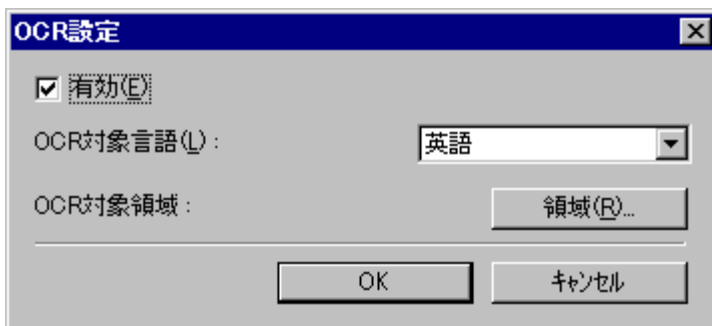 OCR設定
有効(E)
OCR対象言語(L) : 英語
OCR対象領域 : 領域(R)...
OK ｷｬﾝｾﾙ